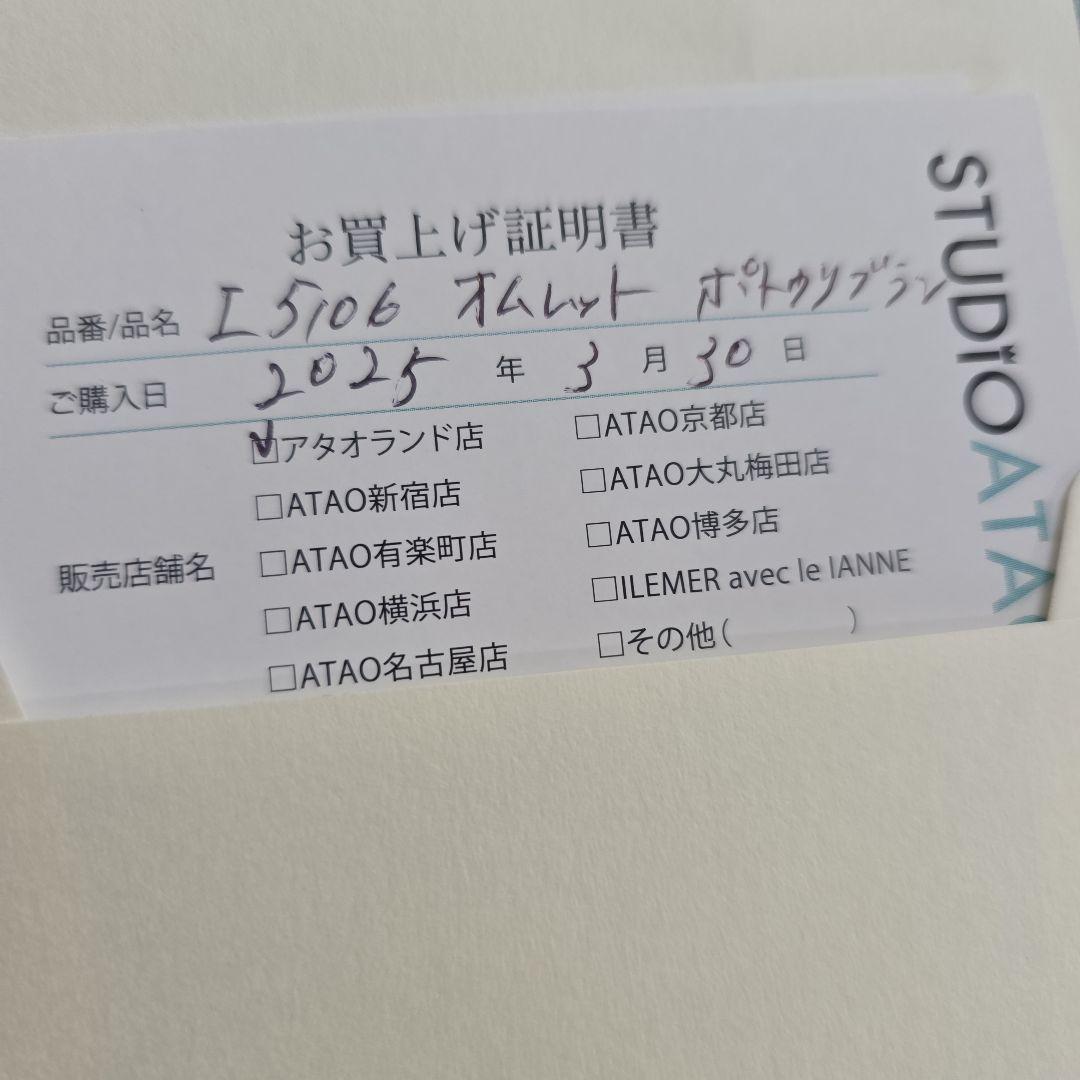 お買上げ証明書
品番/品名 I5106 オムレット ポトゥリブラン
ご購入日 2025 年 3 月 30 日
販売店舗名
☑アタオランド店
□ATAO新宿店
□ATAO有楽町店
□ATAO横浜店
□ATAO名古屋店
□ATAO京都店
□ATAO大丸梅田店
□ATAO博多店
□ILEMER avec le IANNE
□その他( )
STUDIO ATAO